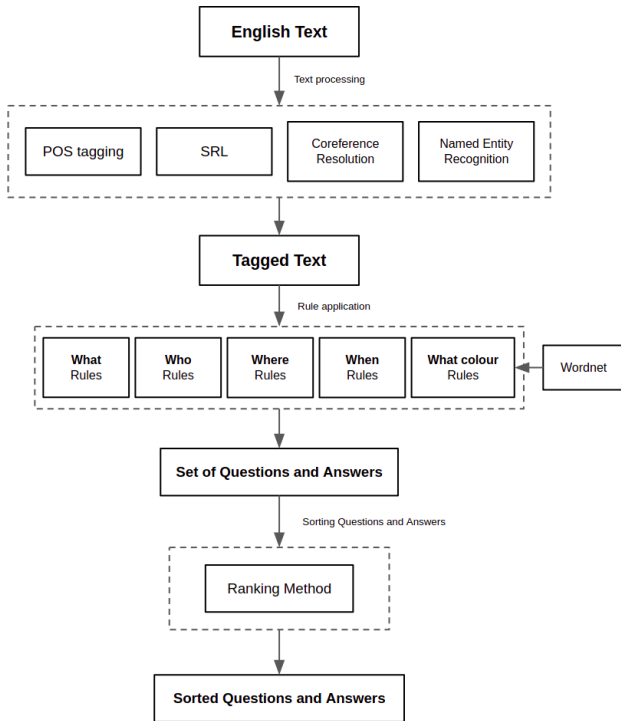 English Text
Text processing
POS tagging
SRL
Coreference
Resolution
Named Entity
Recognition
Tagged Text
Rule application
What
Rules
Who
Rules
Where
Rules
When
Rules
What colour
Rules
Wordnet
Set of Questions and Answers
Sorting Questions and Answers
Ranking Method
Sorted Questions and Answers